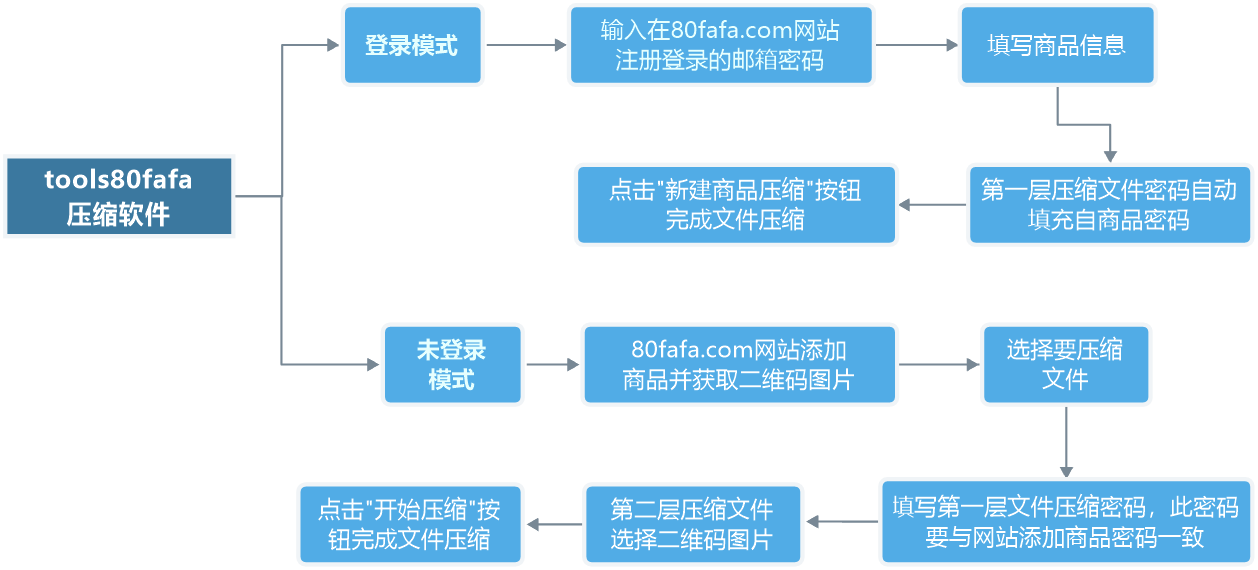 tools80fafa
压缩软件
登录模式
输入在80fafa.com网站
注册登录的邮箱密码
填写商品信息
第一层压缩文件密码自动
填充自商品密码
点击"新建商品压缩"按钮
完成文件压缩
未登录
模式
80fafa.com网站添加
商品并获取二维码图片
选择要压缩
文件
填写第一层文件压缩密码，此密码
要与网站添加商品密码一致
第二层压缩文件
选择二维码图片
点击"开始压缩"按
钮完成文件压缩